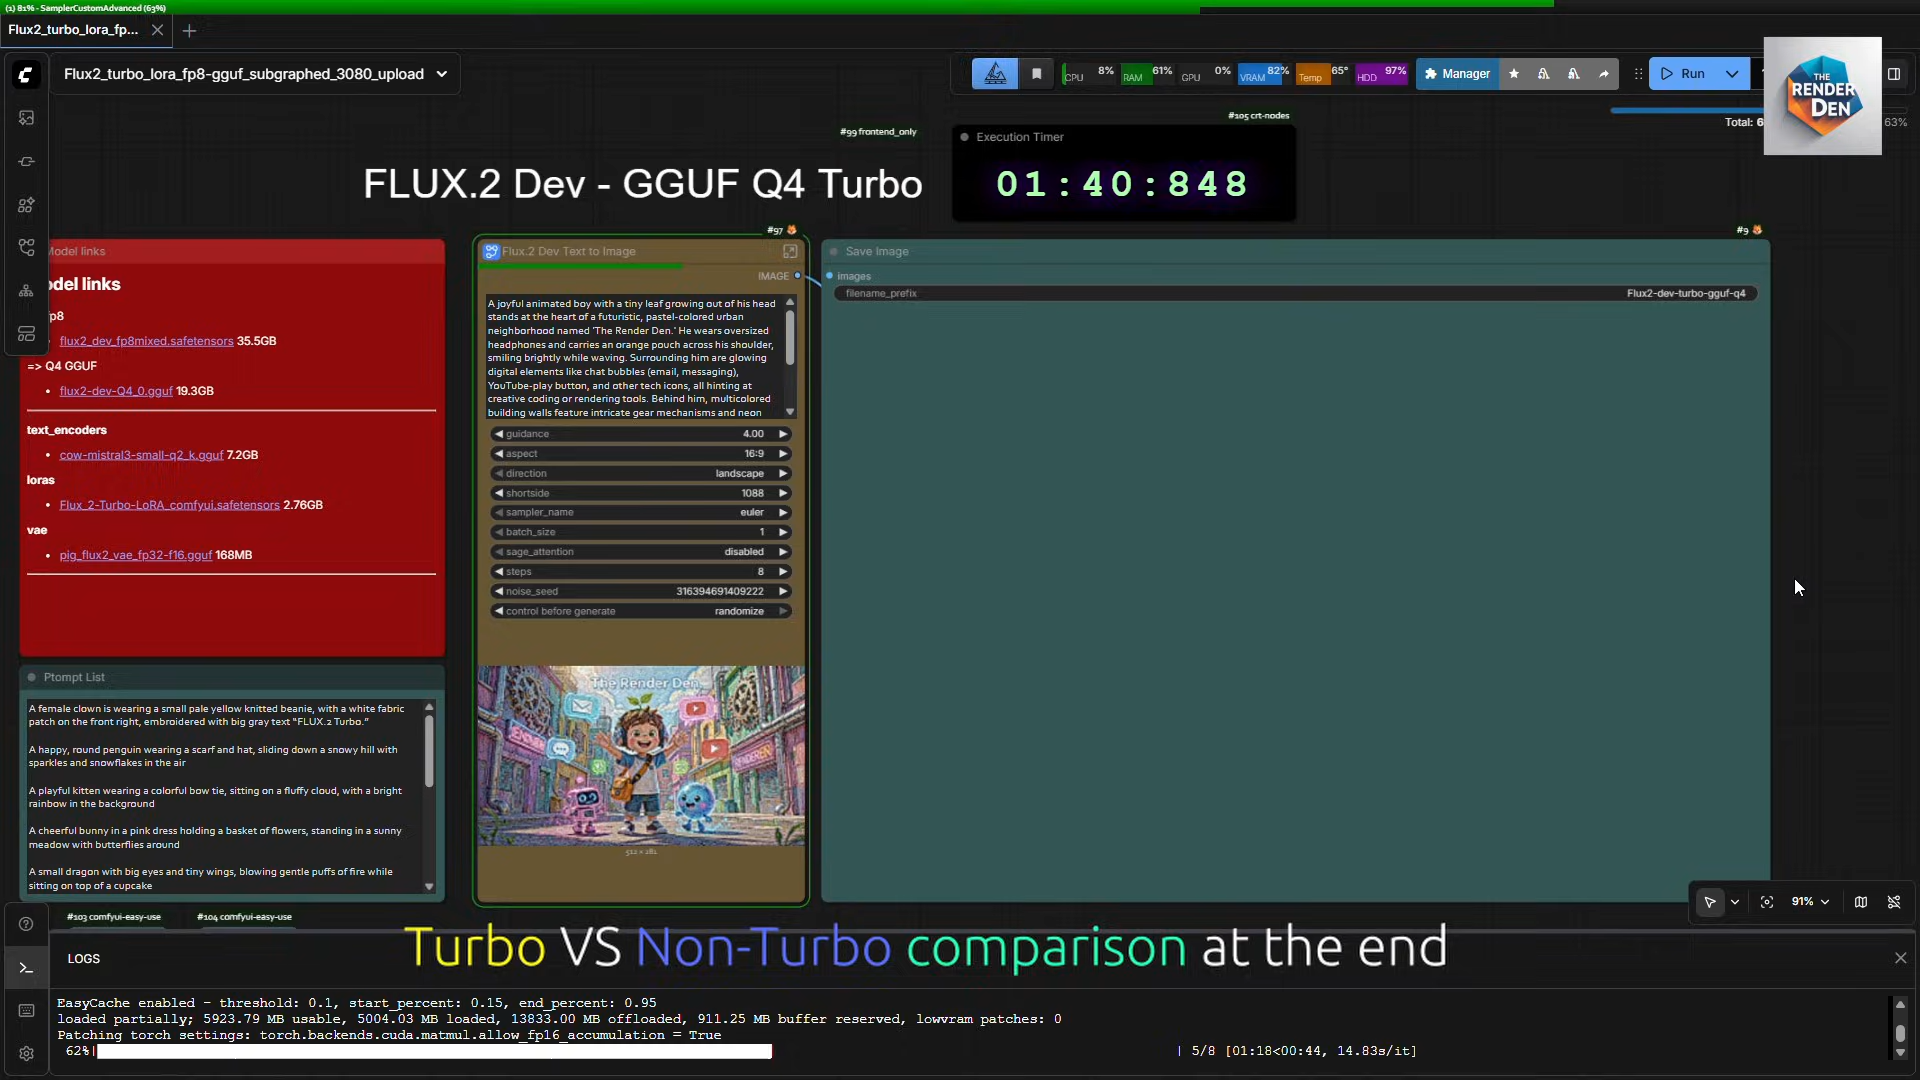 (1) 81% - SamplerCustomAdvanced (63%)
Flux2_turbo_lora_fp...
Flux2_turbo_lora_fp8-gguf_subgraphed_3080_upload
CPU 8%
RAM 61%
GPU 0%
VRAM 82%
Temp 65°
HDD 97%
Manager
Run
THE
RENDER
DEN
Total: 6
63%
#99 frontend_only
#105 crt-nodes
Execution Timer
01:40:848
FLUX.2 Dev - GGUF Q4 Turbo
Model links
odel links
fp8
flux2_dev_fp8mixed.safetensors 35.5GB
=> Q4 GGUF
flux2-dev-Q4_0.gguf 19.3GB
text_encoders
cow-mistral3-small-q2_k.gguf 7.2GB
loras
Flux_2-Turbo-LoRA_comfyui.safetensors 2.76GB
vae
pig_flux2_vae_fp32-f16.gguf 168MB
Ptompt List
A female clown is wearing a small pale yellow knitted beanie, with a white fabric
patch on the front right, embroidered with big gray text "FLUX.2 Turbo."
A happy, round penguin wearing a scarf and hat, sliding down a snowy hill with
sparkles and snowflakes in the air
A playful kitten wearing a colorful bow tie, sitting on a fluffy cloud, with a bright
rainbow in the background
A cheerful bunny in a pink dress holding a basket of flowers, standing in a sunny
meadow with butterflies around
A small dragon with big eyes and tiny wings, blowing gentle puffs of fire while
sitting on top of a cupcake
#97
Flux.2 Dev Text to Image
IMAGE
A joyful animated boy with a tiny leaf growing out of his head
stands at the heart of a futuristic, pastel-colored urban
neighborhood named 'The Render Den.' He wears oversized
headphones and carries an orange pouch across his shoulder,
smiling brightly while waving. Surrounding him are glowing
digital elements like chat bubbles (email, messaging),
YouTube-play button, and other tech icons, all hinting at
creative coding or rendering tools. Behind him, multicolored
building walls feature intricate gear mechanisms and neon
guidance 4.00
aspect 16:9
direction landscape
shortside 1088
sampler_name euler
batch_size 1
sage_attention disabled
steps 8
noise_seed 316394691409222
control before generate randomize
The Render Den
512 × 281
#9
Save Image
images
filename_prefix Flux2-dev-turbo-gguf-q4
91%
#103 comfyui-easy-use
#104 comfyui-easy-use
Turbo VS Non-Turbo comparison at the end
LOGS
EasyCache enabled - threshold: 0.1, start_percent: 0.15, end_percent: 0.95
loaded partially; 5923.79 MB usable, 5004.03 MB loaded, 13833.00 MB offloaded, 911.25 MB buffer reserved, lowvram patches: 0
Patching torch settings: torch.backends.cuda.matmul.allow_fp16_accumulation = True
62%| | 5/8 [01:18<00:44, 14.83s/it]